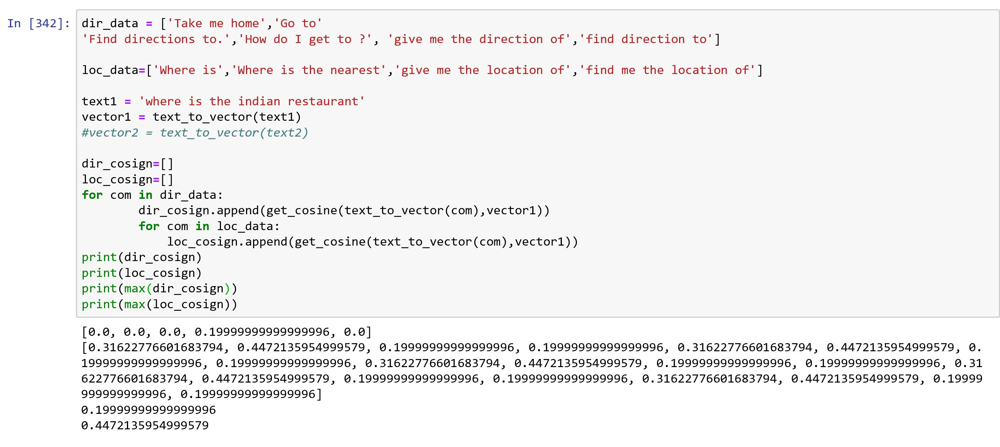 In [342]: dir_data = ['Take me home','Go to'
'Find directions to.','How do I get to ?', 'give me the direction of','find direction to']
loc_data=['Where is','Where is the nearest','give me the location of','find me the location of']
text1 = 'where is the indian restaurant'
vector1 = text_to_vector(text1)
#vector2 = text_to_vector(text2)
dir_cosign=[]
loc_cosign=[]
for com in dir_data:
        dir_cosign.append(get_cosine(text_to_vector(com),vector1))
        for com in loc_data:
            loc_cosign.append(get_cosine(text_to_vector(com),vector1))
print(dir_cosign)
print(loc_cosign)
print(max(dir_cosign))
print(max(loc_cosign))
[0.0, 0.0, 0.0, 0.19999999999999996, 0.0]
[0.31622776601683794, 0.4472135954999579, 0.19999999999999996, 0.19999999999999996, 0.31622776601683794, 0.4472135954999579, 0.
19999999999999996, 0.19999999999999996, 0.31622776601683794, 0.4472135954999579, 0.19999999999999996, 0.19999999999999996, 0.31
622776601683794, 0.4472135954999579, 0.19999999999999996, 0.19999999999999996, 0.31622776601683794, 0.4472135954999579, 0.19999
999999999996, 0.19999999999999996]
0.19999999999999996
0.4472135954999579